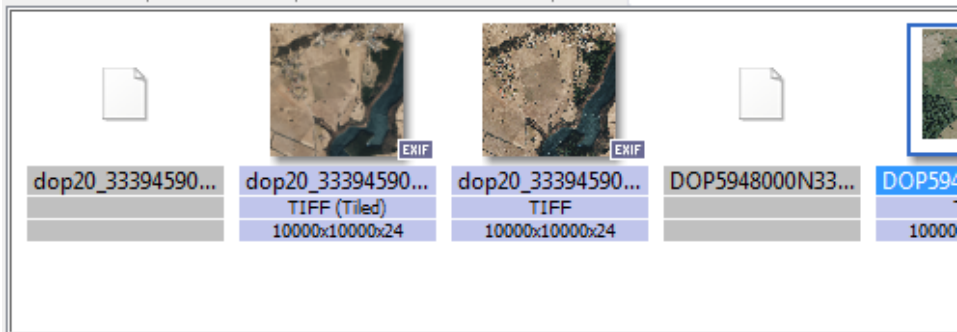 EXIF
EXIF
dop20_33394590...
dop20_33394590...
dop20_33394590...
DOP5948000N33...
DOP594
TIFF (Tiled)
TIFF
10000x10000x24
10000x10000x24
10000